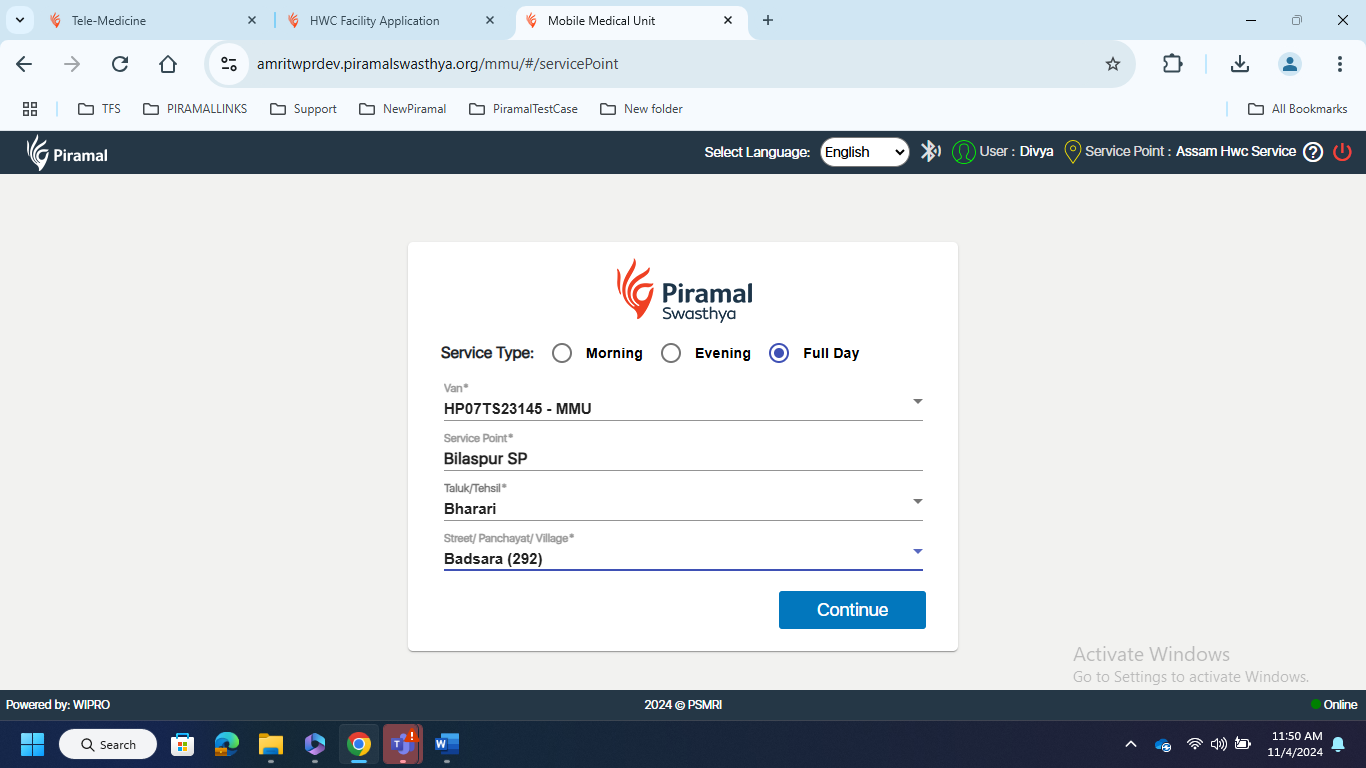 Tele-Medicine
HWC Facility Application
Mobile Medical Unit
amritwprdev.piramalswasthya.org/mmu/#/servicePoint
TFS
PIRAMALLINKS
Support
NewPiramal
PiramalTestCase
New folder
All Bookmarks
Piramal
Select Language:
English
User : Divya
Service Point : Assam Hwc Service
Piramal
Swasthya
Service Type:
Morning
Evening
Full Day
Van*
HP07TS23145 - MMU
Service Point*
Bilaspur SP
Taluk/Tehsil*
Bharari
Street/ Panchayat/ Village*
Badsara (292)
Continue
Activate Windows
Go to Settings to activate Windows.
Powered by: WIPRO
2024 © PSMRI
Online
Search
11:50 AM
11/4/2024